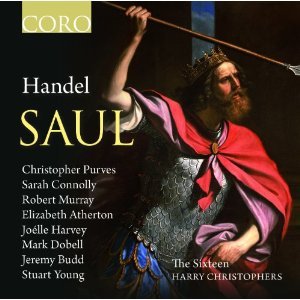 CORO
Handel
SAUL
Christopher Purves
Sarah Connolly
Robert Murray
Elizabeth Atherton
Joélle Harvey
Mark Dobell
Jeremy Budd
Stuart Young
The Sixteen
HARRY CHRISTOPHERS